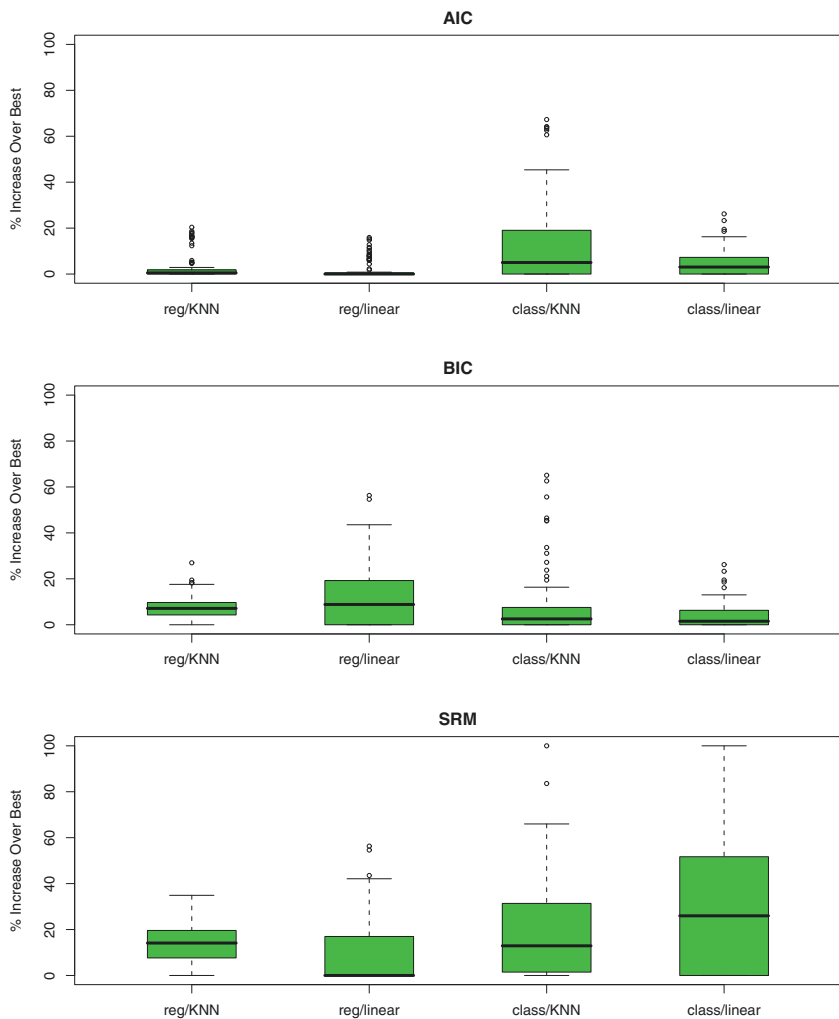 AIC
% Increase Over Best
100
80
60
40
20
0
reg/KNN reg/linear class/KNN class/linear
BIC
% Increase Over Best
100
80
60
40
20
0
reg/KNN reg/linear class/KNN class/linear
SRM
% Increase Over Best
100
80
60
40
20
0
reg/KNN reg/linear class/KNN class/linear